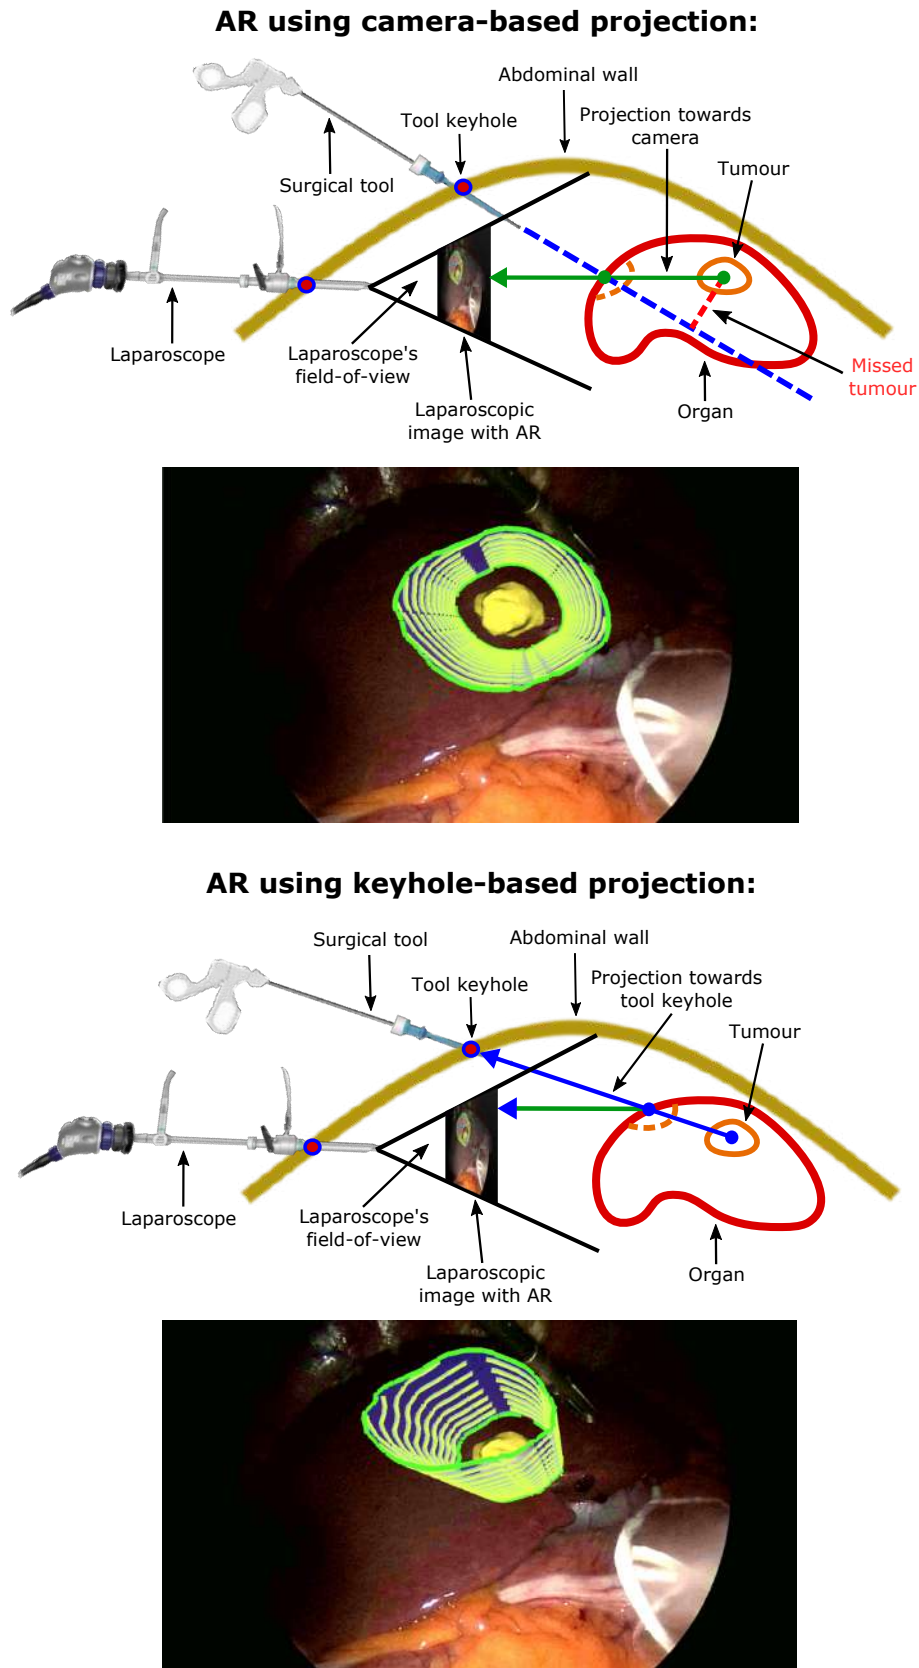 AR using camera-based projection:
Abdominal wall
Projection towards
camera
Tool keyhole
Tumour
Surgical tool
Laparoscope
Laparoscope's
field-of-view
Missed
tumour
Laparoscopic
image with AR
Organ
AR using keyhole-based projection:
Surgical tool
Abdominal wall
Projection towards
tool keyhole
Tool keyhole
Tumour
Laparoscope
Laparoscope's
field-of-view
Laparoscopic
image with AR
Organ